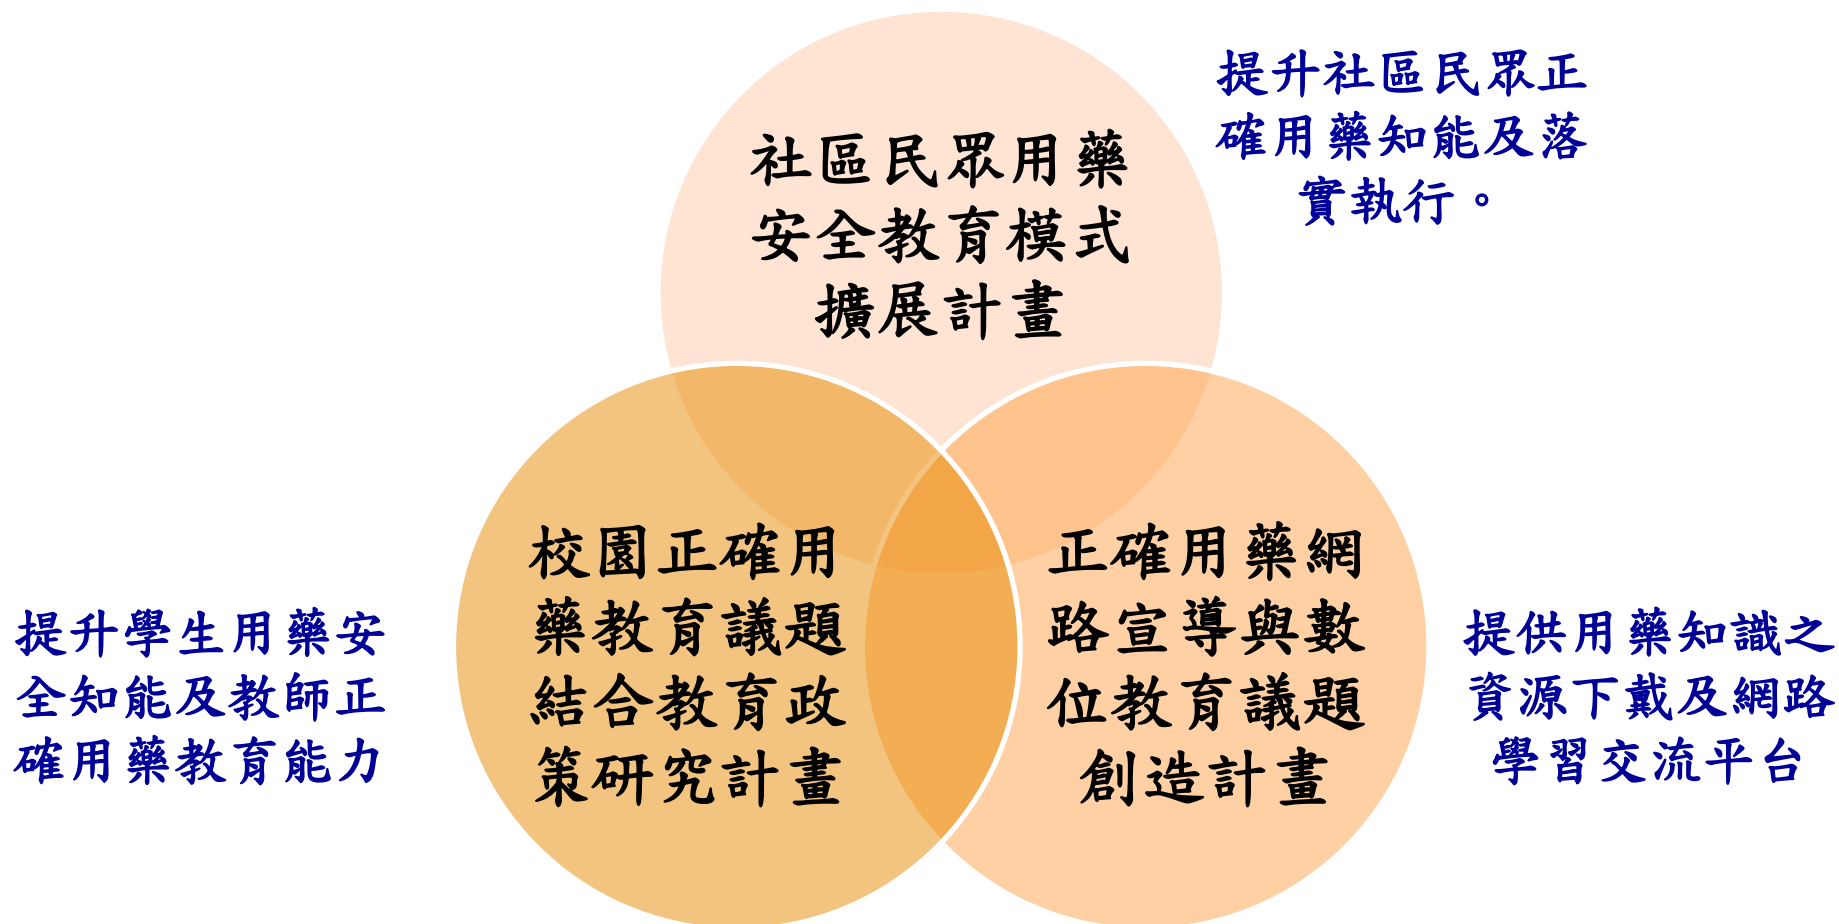 社區民眾用藥
安全教育模式
擴展計畫
提升社區民眾正
確用藥知能及落
實執行。
校園正確用
藥教育議題
結合教育政
策研究計畫
提升學生用藥安
全知能及教師正
確用藥教育能力
正確用藥網
路宣導與數
位教育議題
創造計畫
提供用藥知識之
資源下戴及網路
學習交流平台